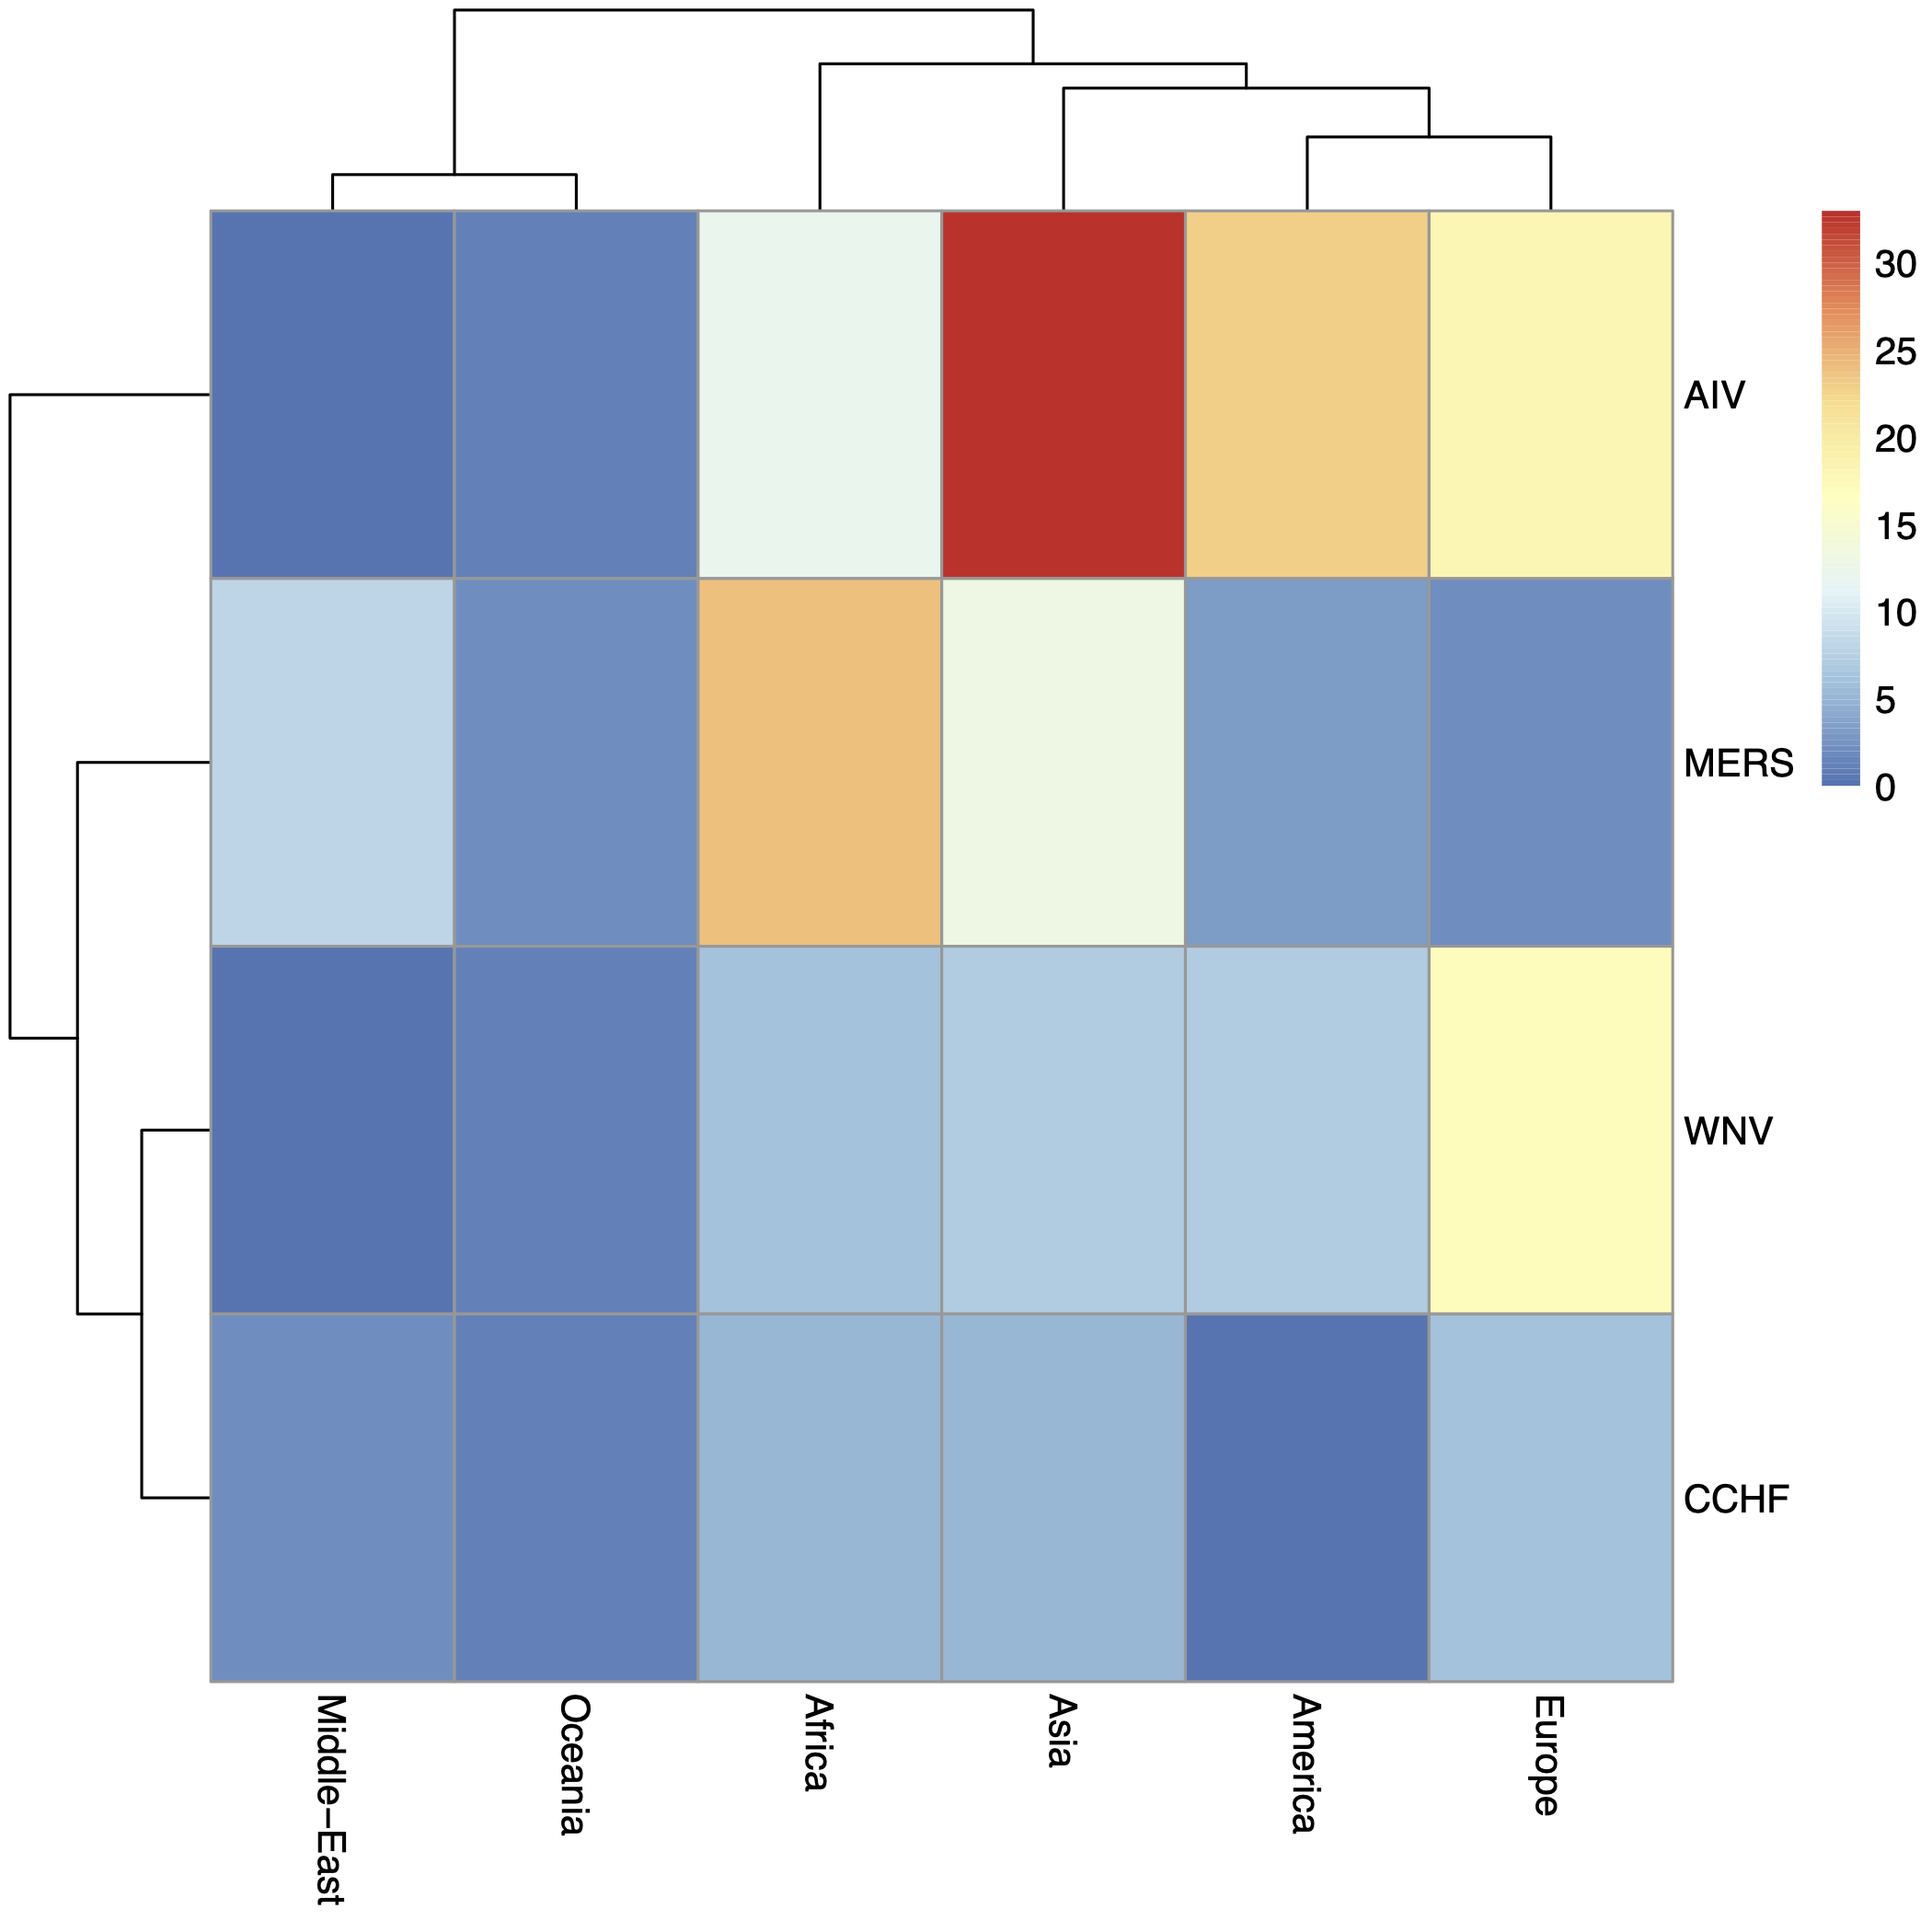 30
25
20
15
10
5
0
AIV
MERS
WNV
CCHF
Middle−East
Oceania
Africa
Asia
America
Europe